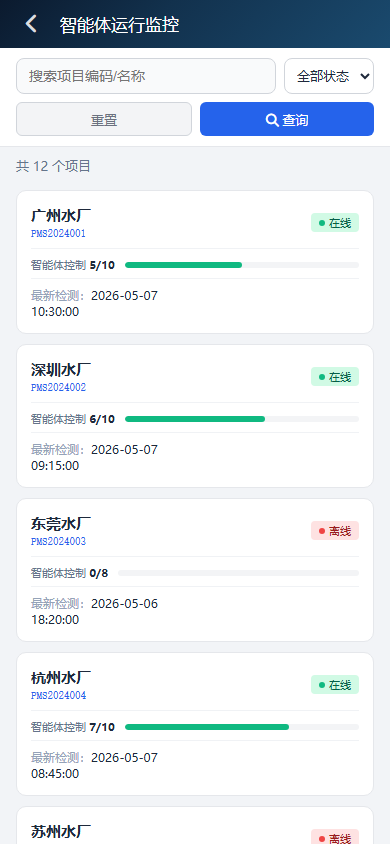 智能体运行监控
搜索项目编码/名称
全部状态
重置
查询
共 12 个项目
广州水厂
在线
PMS2024001
智能体控制 5/10
最新检测： 2026-05-07
10:30:00
深圳水厂
在线
PMS2024002
智能体控制 6/10
最新检测： 2026-05-07
09:15:00
东莞水厂
离线
PMS2024003
智能体控制 0/8
最新检测： 2026-05-06
18:20:00
杭州水厂
在线
PMS2024004
智能体控制 7/10
最新检测： 2026-05-07
08:45:00
苏州水厂
离线